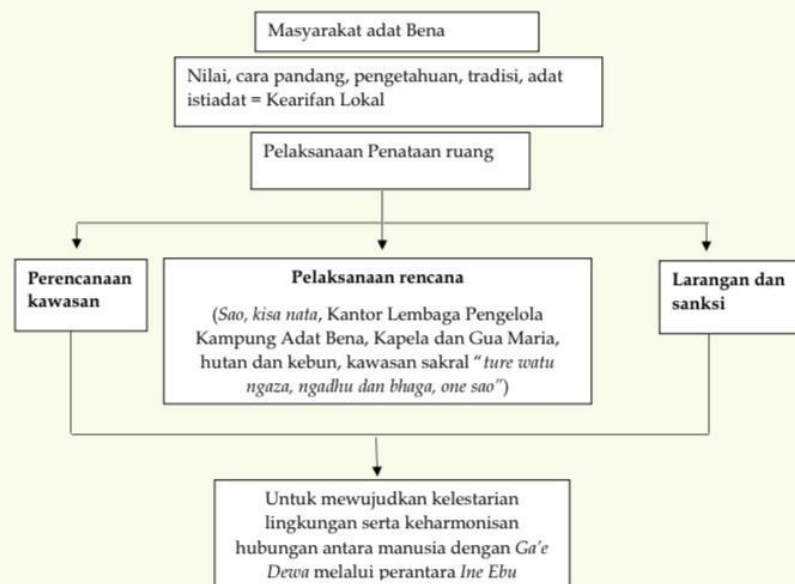 Masyarakat adat Bena
Nilai, cara pandang, pengetahuan, tradisi, adat
istiadat = Kearifan Lokal
Pelaksanaan Penataan ruang
Perencanaan
kawasan
Pelaksanaan rencana
(Sao, kisa nata, Kantor Lembaga Pengelola
Kampung Adat Bena, Kapela dan Gua Maria,
hutan dan kebun, kawasan sakral “ture watu
ngaza, ngadhu dan bhaga, one sao”)
Larangan dan
sanksi
Untuk mewujudkan kelestarian
lingkungan serta keharmonisan
hubungan antara manusia dengan Ga’e
Dewa melalui perantara Ine Ebu